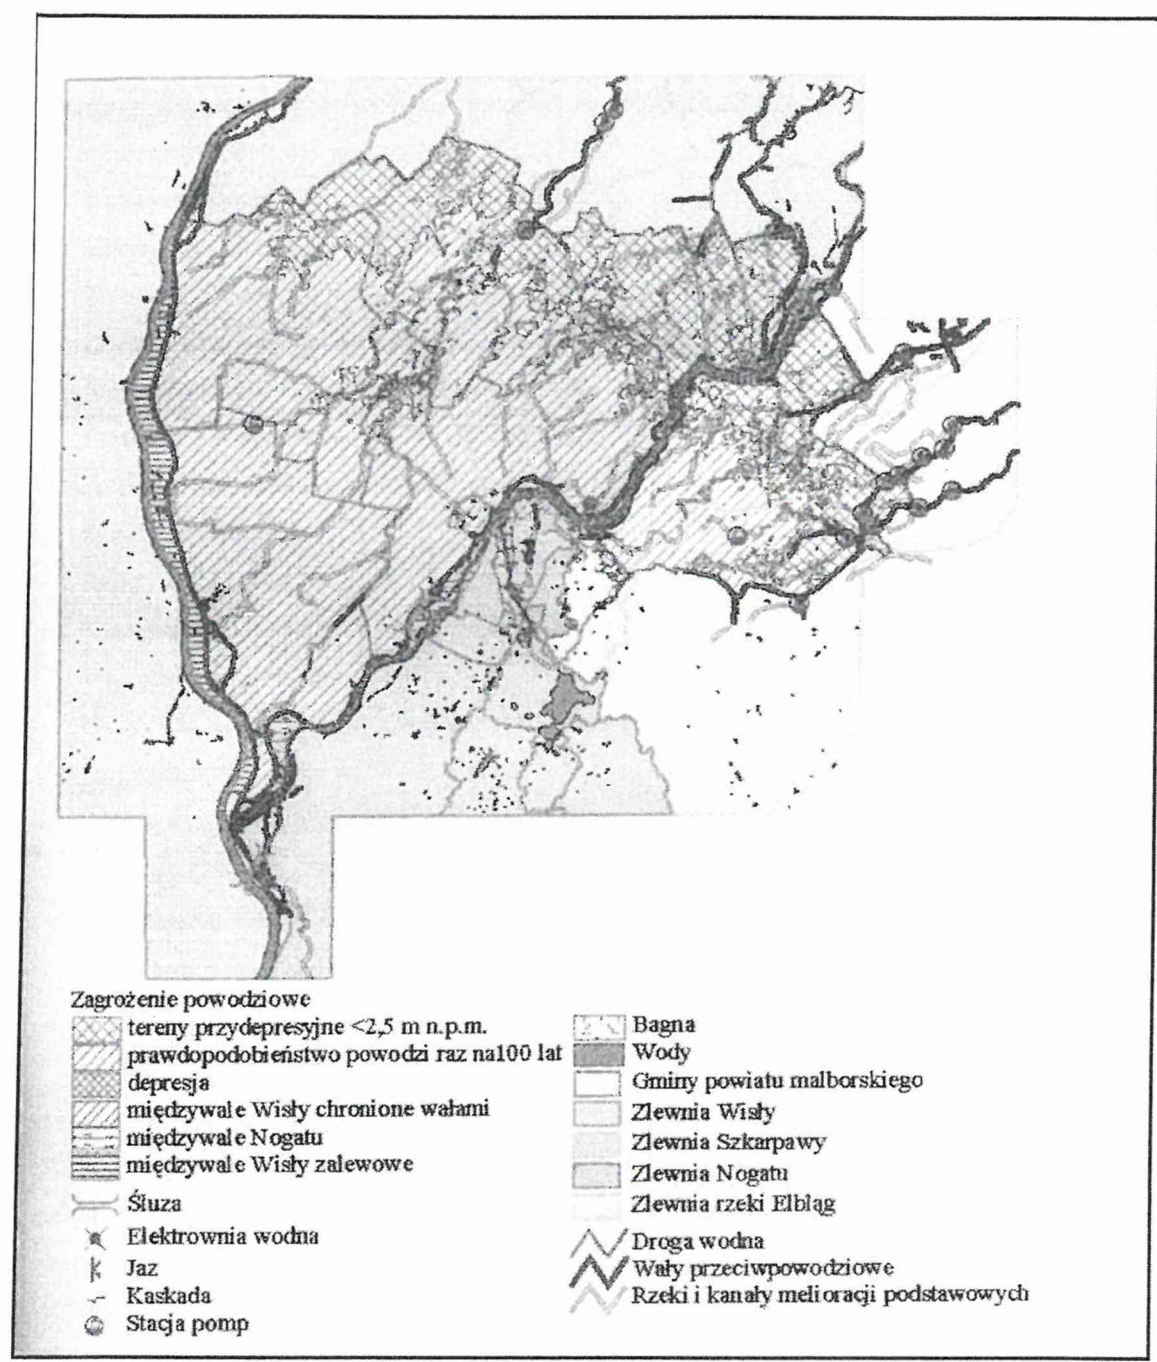 Zagrożenie powodziowe
tereny przydepresyjne <2,5 m n.p.m.
prawdopodobieństwo powodzi raz na100 lat
depresja
międzywale Wisły chronione wałami
międzywale Nogatu
międzywale Wisły zalewowe
Śluza
Elektrownia wodna
Jaz
Kaskada
Stacja pomp
Bagna
Wody
Gminy powiatu malborskiego
Zlewnia Wisły
Zlewnia Szkarpawy
Zlewnia Nogatu
Zlewnia rzeki Elbląg
Droga wodna
Wały przeciwpowodziowe
Rzeki i kanały melioracji podstawowych